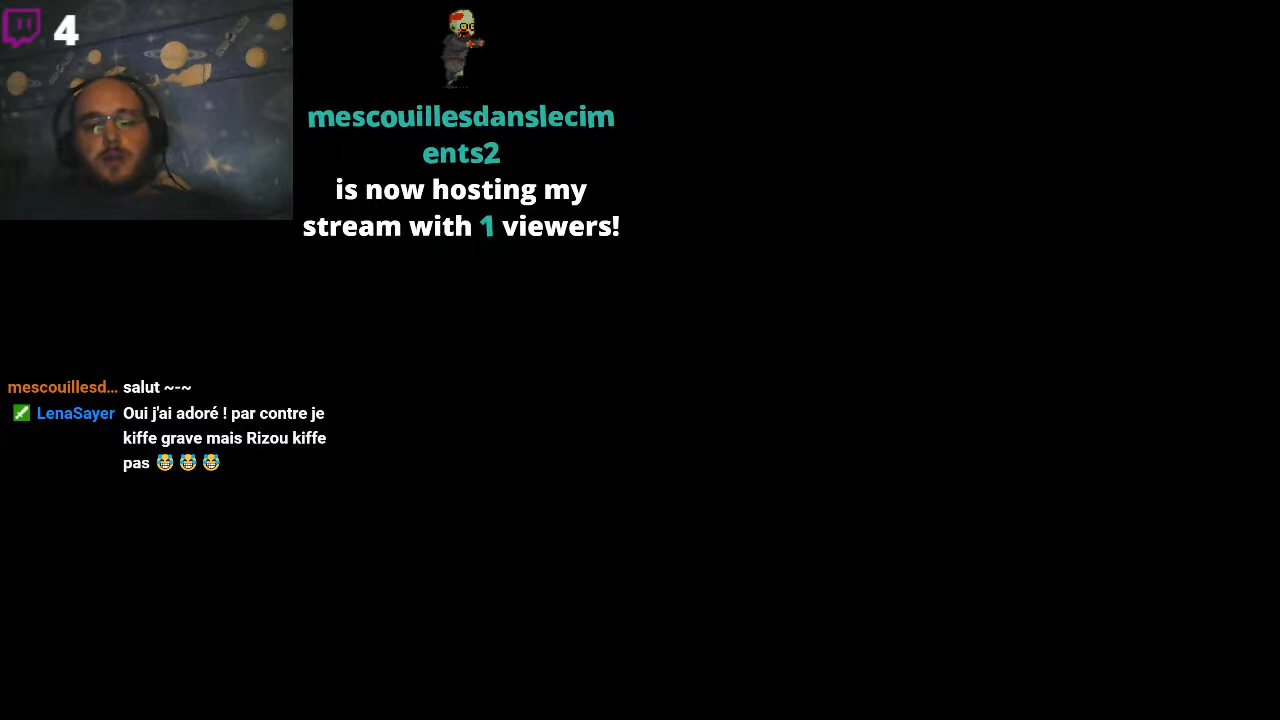 4
mescouillesdanslecim
ents2
is now hosting my
stream with 1 viewers!
mescouillesd... salut ~-~
LenaSayer Oui j'ai adoré ! par contre je
kiffe grave mais Rizou kiffe
pas 😂 😂 😂